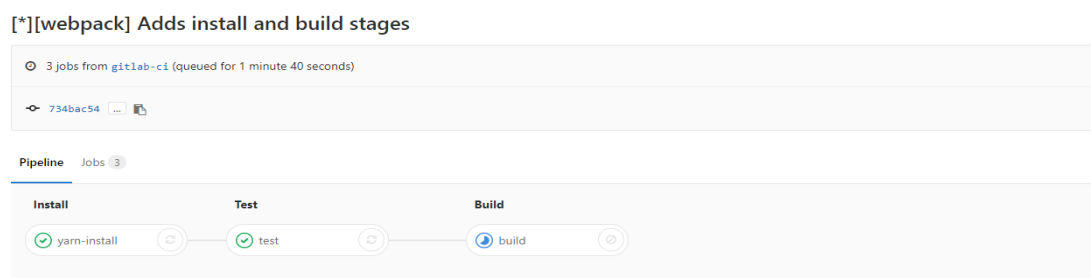 [*][webpack] Adds install and build stages
3 jobs from gitlab-ci (queued for 1 minute 40 seconds)
734bac54 ...
Pipeline Jobs 3
Install Test Build
yarn-install test build